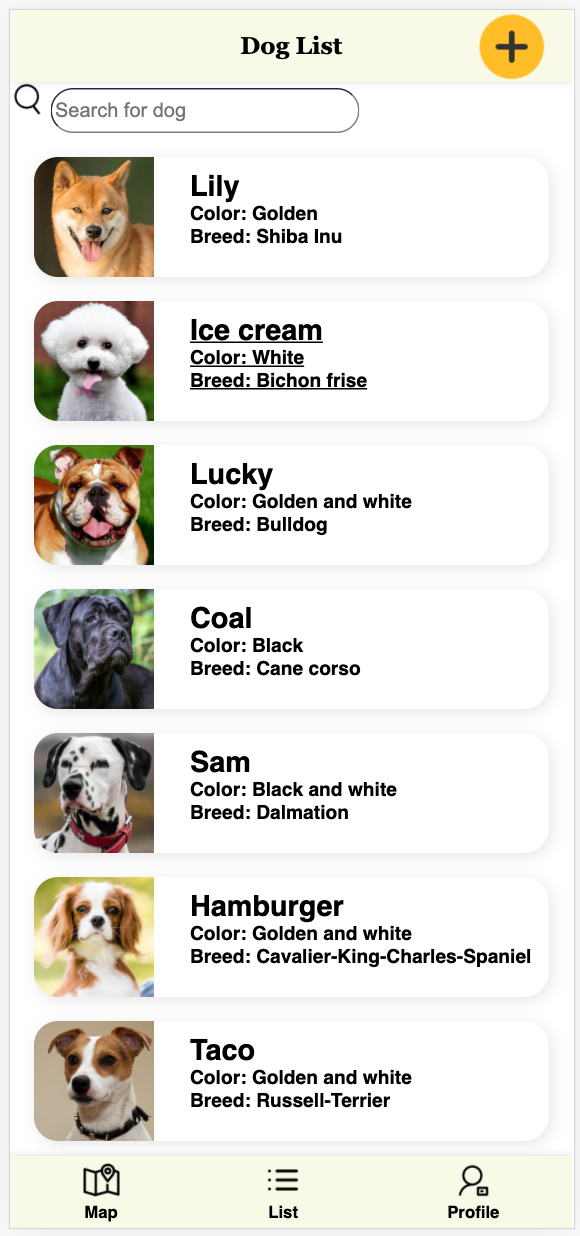 Dog List
Search for dog
Lily
Color: Golden
Breed: Shiba Inu
Ice cream
Color: White
Breed: Bichon frise
Lucky
Color: Golden and white
Breed: Bulldog
Coal
Color: Black
Breed: Cane corso
Sam
Color: Black and white
Breed: Dalmation
Hamburger
Color: Golden and white
Breed: Cavalier-King-Charles-Spaniel
Taco
Color: Golden and white
Breed: Russell-Terrier
Map
List
Profile